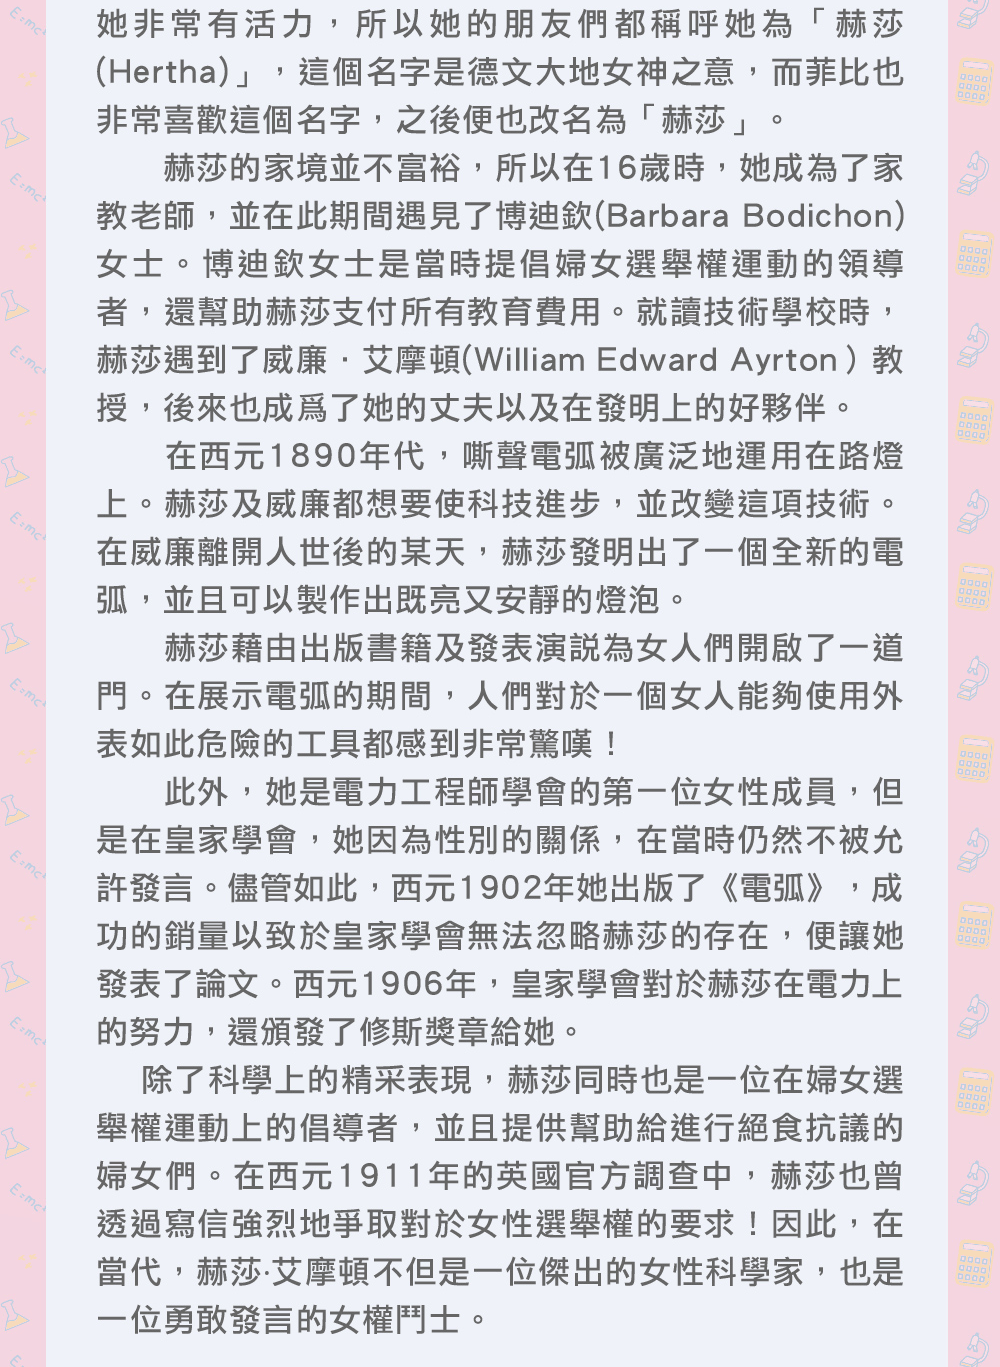 她非常有活力，所以她的朋友們都稱呼她為「赫莎
(Hertha)」，這個名字是德文大地女神之意，而菲比也
非常喜歡這個名字，之後便也改名為「赫莎」。
赫莎的家境並不富裕，所以在16歲時，她成為了家
教老師，並在此期間遇見了博迪欽(Barbara Bodichon)
女士。博迪欽女士是當時提倡婦女選舉權運動的領導
者，還幫助赫莎支付所有教育費用。就讀技術學校時，
赫莎遇到了威廉．艾摩頓(William Edward Ayrton）教
授，後來也成爲了她的丈夫以及在發明上的好夥伴。
在西元1890年代，嘶聲電弧被廣泛地運用在路燈
上。赫莎及威廉都想要使科技進步，並改變這項技術。
在威廉離開人世後的某天，赫莎發明出了一個全新的電
弧，並且可以製作出既亮又安靜的燈泡。
赫莎藉由出版書籍及發表演説為女人們開啟了一道
門。在展示電弧的期間，人們對於一個女人能夠使用外
表如此危險的工具都感到非常驚嘆！
此外，她是電力工程師學會的第一位女性成員，但
是在皇家學會，她因為性別的關係，在當時仍然不被允
許發言。儘管如此，西元1902年她出版了《電弧》，成
功的銷量以致於皇家學會無法忽略赫莎的存在，便讓她
發表了論文。西元1906年，皇家學會對於赫莎在電力上
的努力，還頒發了修斯獎章給她。
除了科學上的精采表現，赫莎同時也是一位在婦女選
舉權運動上的倡導者，並且提供幫助給進行絕食抗議的
婦女們。在西元1911年的英國官方調查中，赫莎也曾
透過寫信強烈地爭取對於女性選舉權的要求！因此，在
當代，赫莎·艾摩頓不但是一位傑出的女性科學家，也是
一位勇敢發言的女權鬥士。